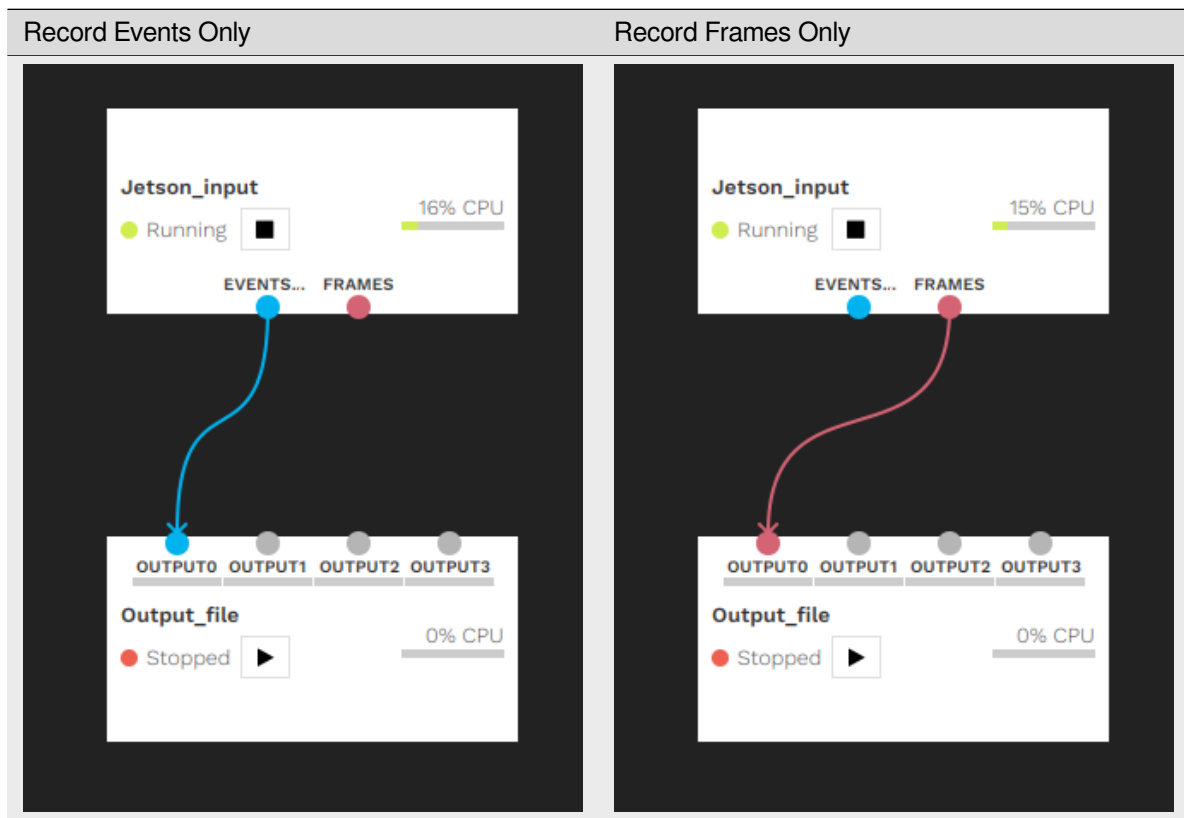 Record Events Only
Record Frames Only
Jetson_input
16% CPU
Running
EVENTS... FRAMES
OUTPUT0 OUTPUT1 OUTPUT2 OUTPUT3
Output_file
0% CPU
Stopped
Jetson_input
15% CPU
Running
EVENTS... FRAMES
OUTPUT0 OUTPUT1 OUTPUT2 OUTPUT3
Output_file
0% CPU
Stopped